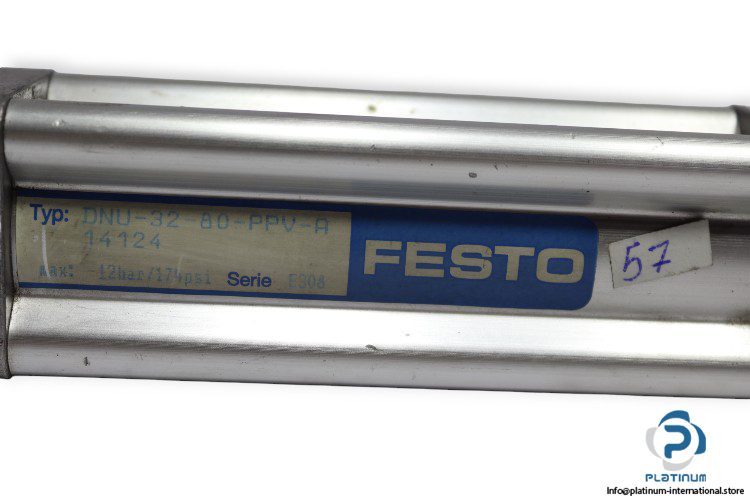 Typ: DNU-32 80-PPV-A
14124
max: 12bar/174psi Serie E308
FESTO
57
PLATINUM
Info@platinum-international.store